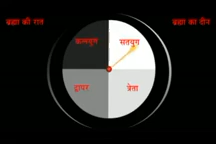 ब्रह्मा की रात
ब्रह्मा का दीन
कलयुग
सतयुग
द्वापर
त्रेता